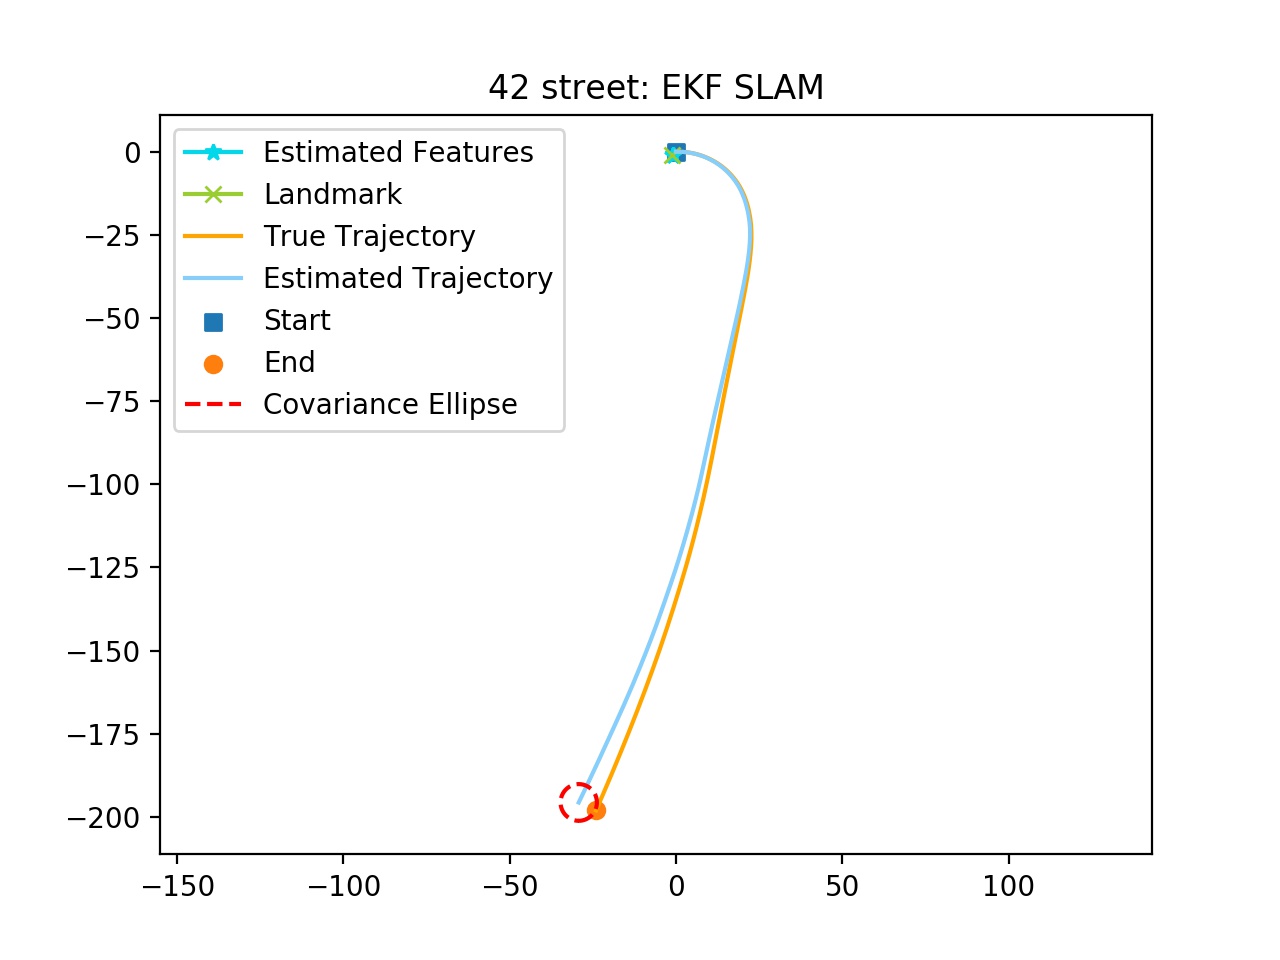 42 street: EKF SLAM
Estimated Features
Landmark
True Trajectory
Estimated Trajectory
Start
End
Covariance Ellipse
0
−25
−50
−75
−100
−125
−150
−175
−200
−150 −100 −50 0 50 100